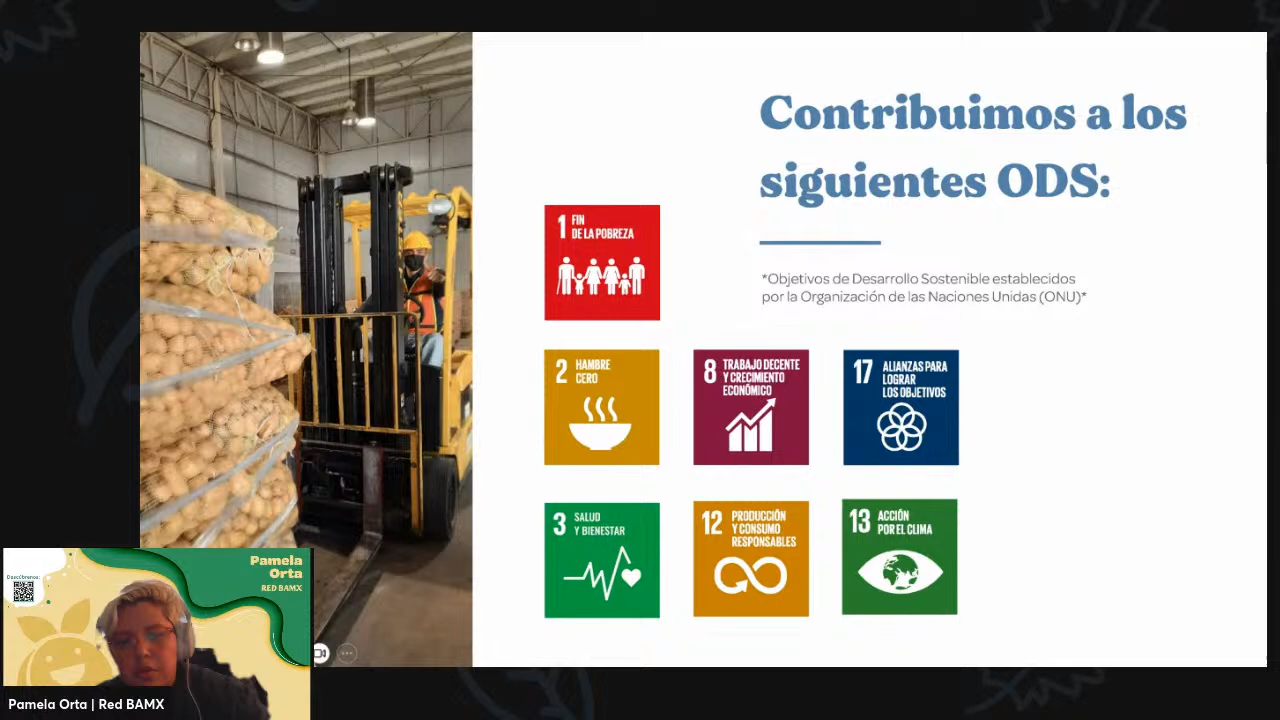 Contribuimos a los
siguientes ODS:
*Objetivos de Desarrollo Sostenible establecidos
por la Organización de las Naciones Unidas (ONU)*
1 FIN
DE LA POBREZA
2 HAMBRE
CERO
8 TRABAJO DECENTE
Y CRECIMIENTO
ECONÓMICO
17 ALIANZAS PARA
LOGRAR
LOS OBJETIVOS
3 SALUD
Y BIENESTAR
12 PRODUCCIÓN
Y CONSUMO
RESPONSABLES
13 ACCIÓN
POR EL CLIMA
Descúbrenos:
Pamela
Orta
RED BAMX
Pamela Orta | Red BAMX